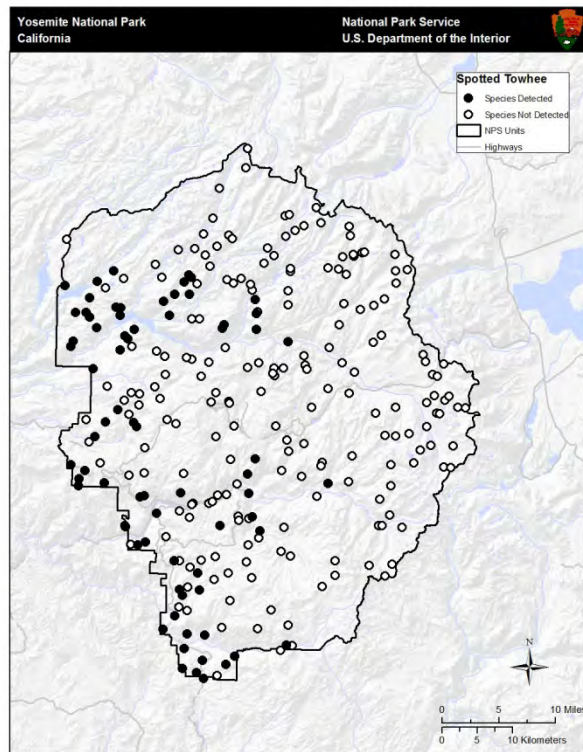 Yosemite National Park
California
National Park Service
U.S. Department of the Interior
Spotted Towhee
Species Detected
Species Not Detected
NPS Units
Highways
N
0 5 10 Miles
0 5 10 Kilometers